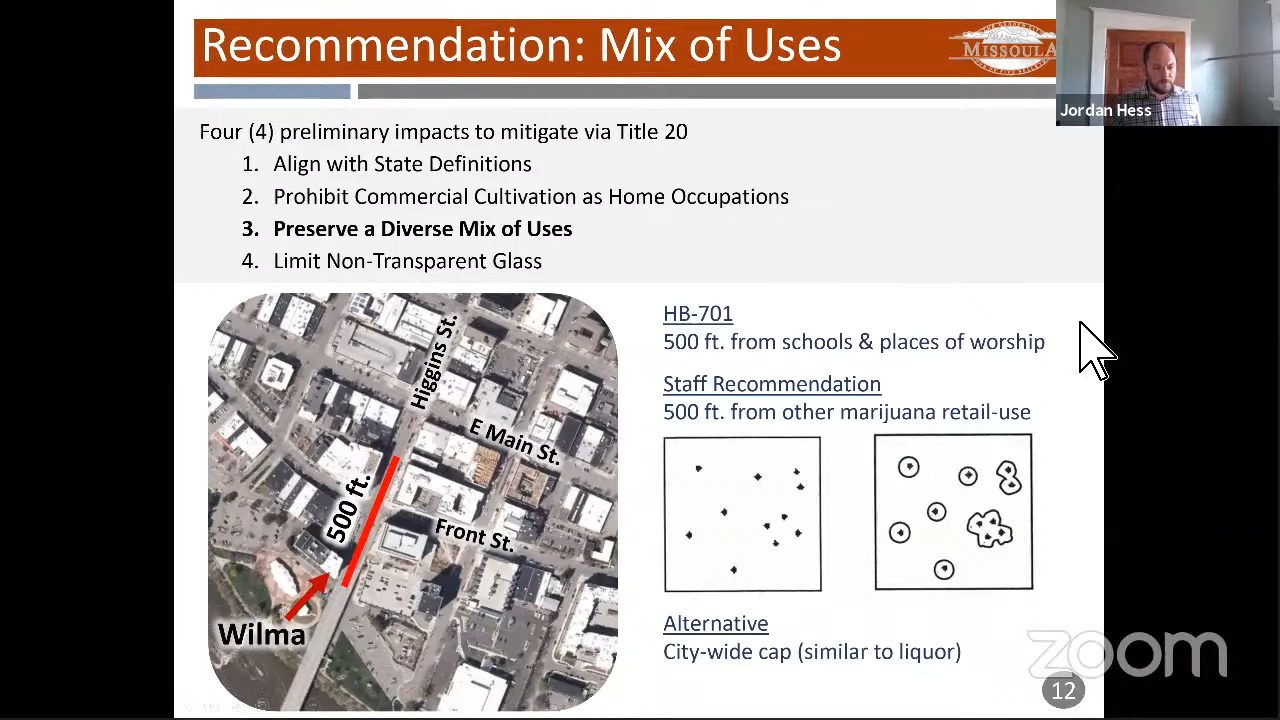 Recommendation: Mix of Uses
MISSOULA
Jordan Hess
Four (4) preliminary impacts to mitigate via Title 20
1. Align with State Definitions
2. Prohibit Commercial Cultivation as Home Occupations
3. Preserve a Diverse Mix of Uses
4. Limit Non-Transparent Glass
Higgins St.
E Main St.
500 ft.
Front St.
Wilma
HB-701
500 ft. from schools & places of worship
Staff Recommendation
500 ft. from other marijuana retail-use
Alternative
City-wide cap (similar to liquor)
zoom
12